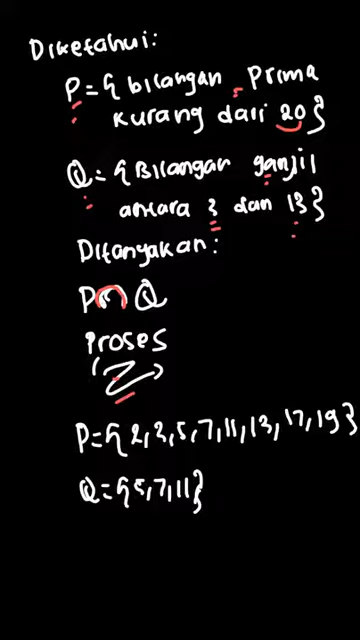 Diketahui:
P={ bilangan Prima
kurang dari 20}
Q={ Bilangan ganjil
antara 3 dan 13}
Ditanyakan:
P∩Q
Proses
P={ 2, 3, 5, 7, 11, 13, 17, 19}
Q={ 5, 7, 11}